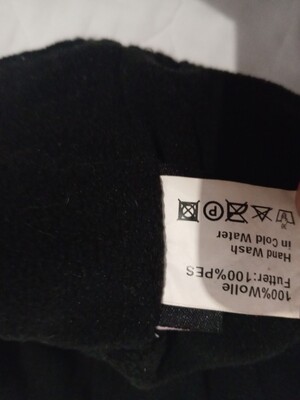 100%Wolle
Futter:100%PES
Hand Wash
in Cold Water
P